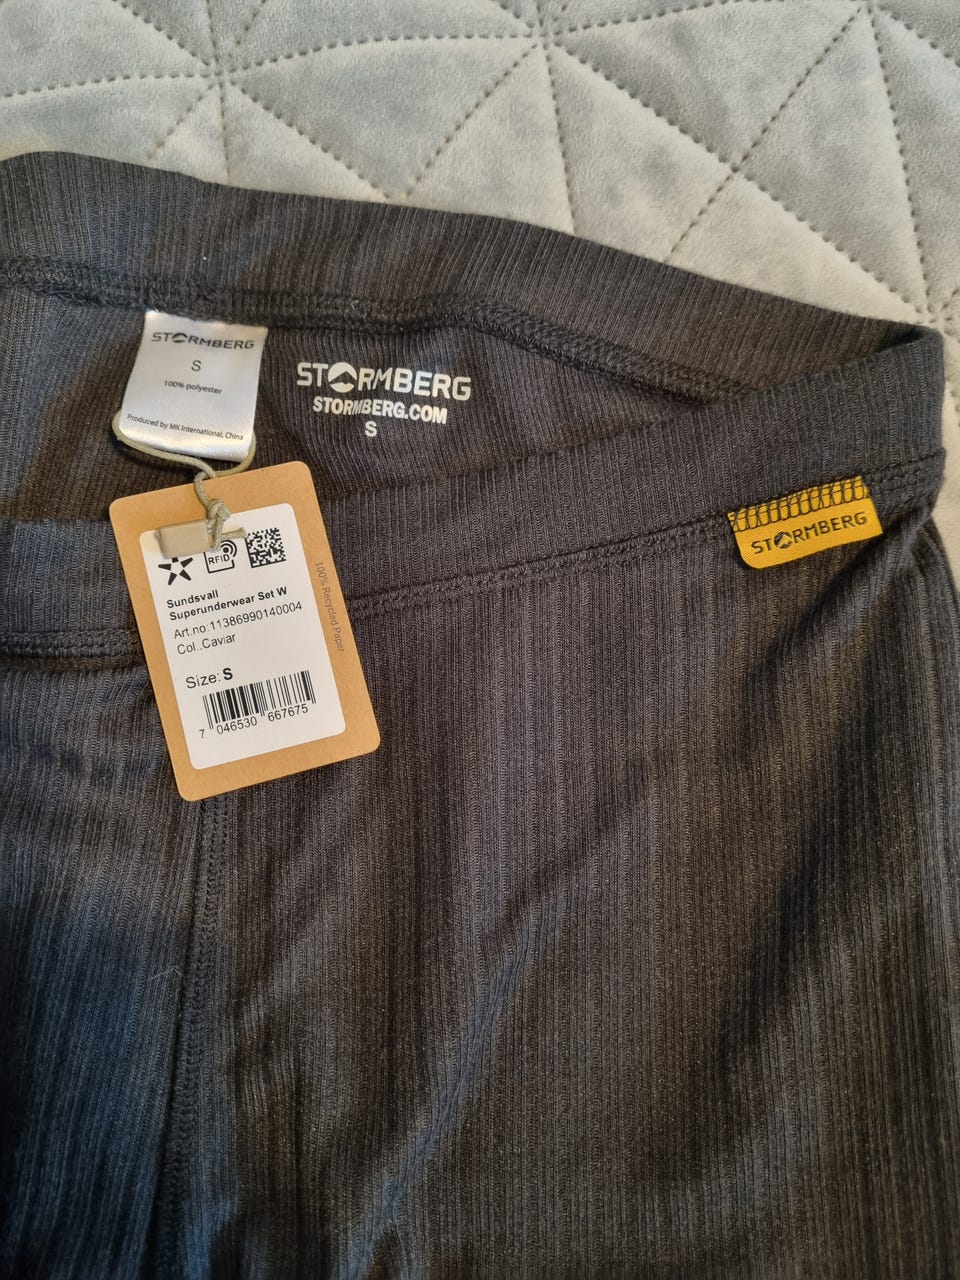 STORMBERG
S
100% polyester
Produced by MK International, China
STORMBERG
STORMBERG.COM
S
STORMBERG
RFID
Sundsvall
Superunderwear Set W
Art.no:11386990140004
Col.:Caviar
Size: S
7 046530 667675
100% Recycled Paper